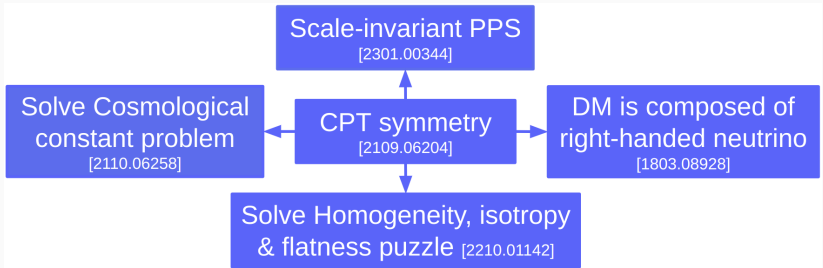 Scale-invariant PPS
[2301.00344]
Solve Cosmological
constant problem
[2110.06258]
CPT symmetry
[2109.06204]
DM is composed of
right-handed neutrino
[1803.08928]
Solve Homogeneity, isotropy
& flatness puzzle [2210.01142]